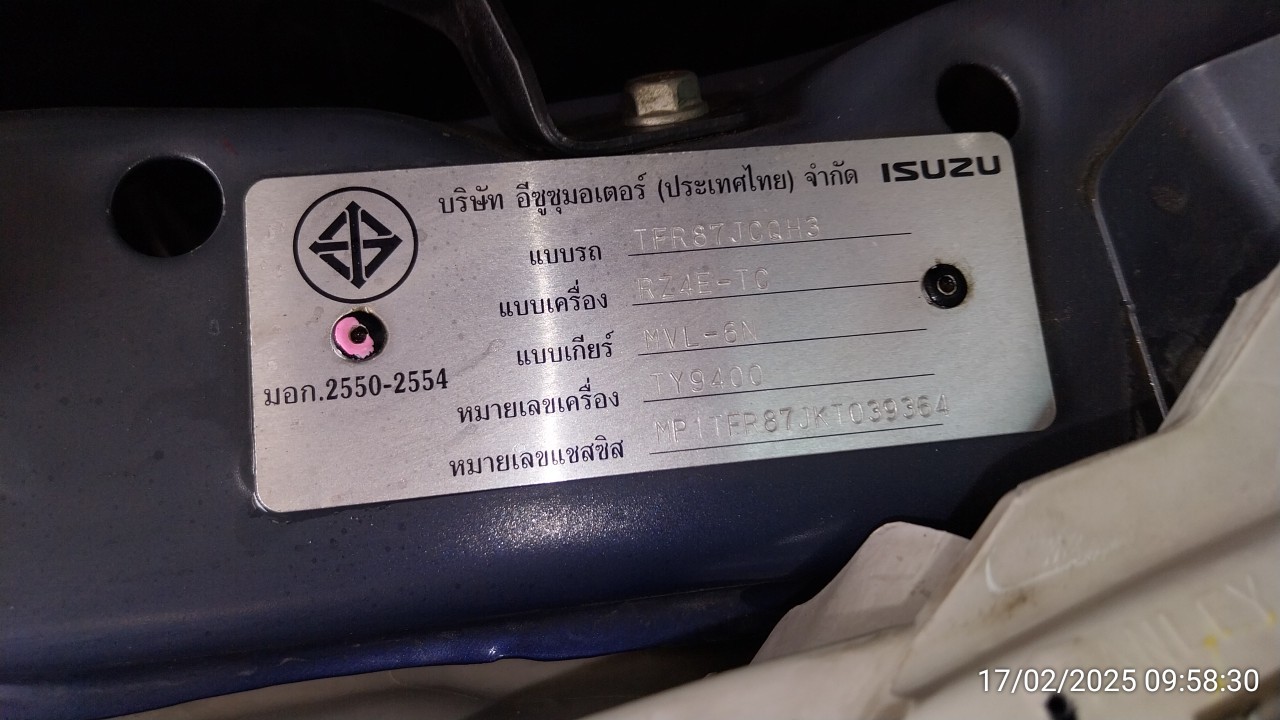 บริษัท อีซูซุมอเตอร์ (ประเทศไทย) จำกัด ISUZU
แบบรถ TFR87JCQH3
แบบเครื่อง RZ4E-TC
แบบเกียร์ MVL-6N
มอก.2550-2554
หมายเลขเครื่อง TY9400
หมายเลขแชสซิส MP1TFR87JKT039364
17/02/2025 09:58:30